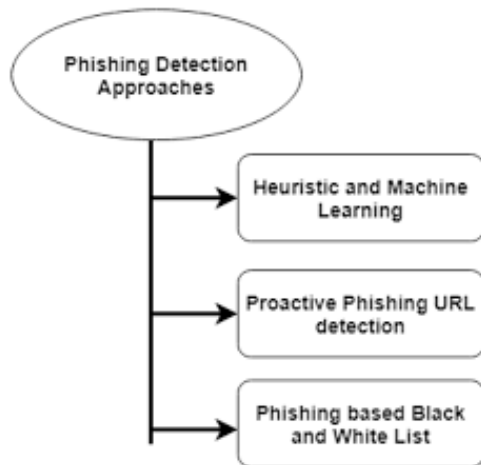 Phishing Detection
Approaches
Heuristic and Machine
Learning
Proactive Phishing URL
detection
Phishing based Black
and White List